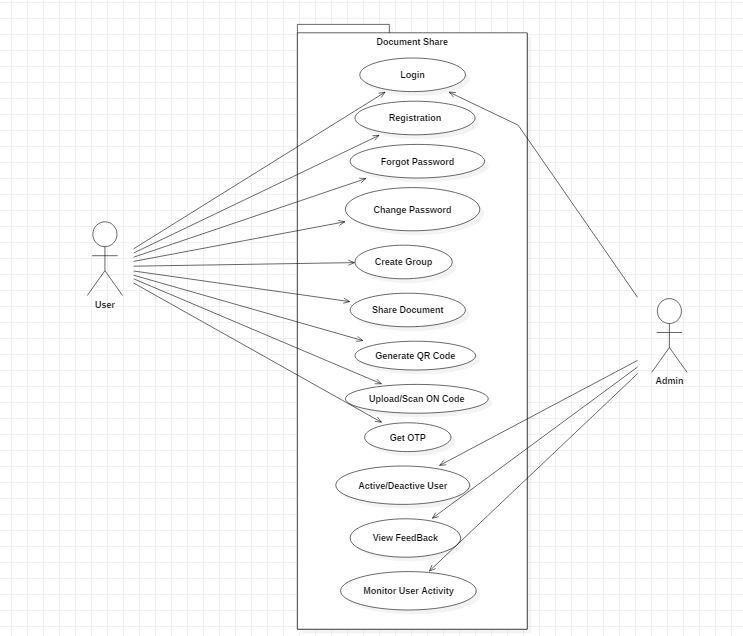 Document Share
Login
Registration
Forgot Password
Change Password
Create Group
Share Document
Generate QR Code
Upload/Scan ON Code
Get OTP
Active/Deactive User
View FeedBack
Monitor User Activity
User
Admin